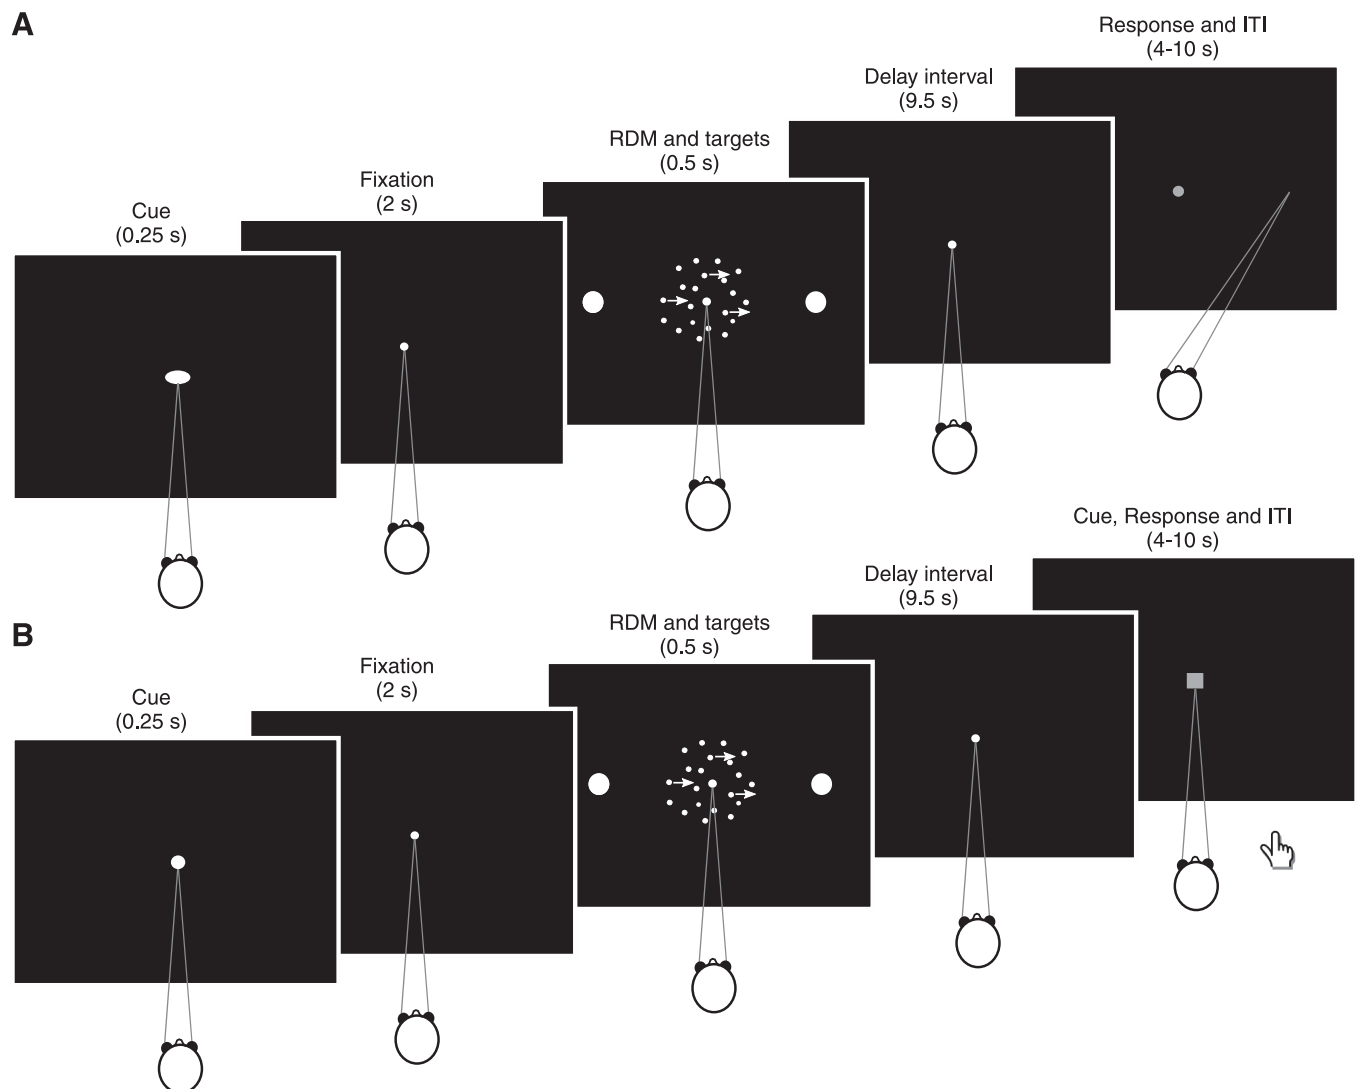 A
Cue
(0.25 s)
Fixation
(2 s)
RDM and targets
(0.5 s)
Delay interval
(9.5 s)
Response and ITI
(4-10 s)
B
Cue
(0.25 s)
Fixation
(2 s)
RDM and targets
(0.5 s)
Delay interval
(9.5 s)
Cue, Response and ITI
(4-10 s)